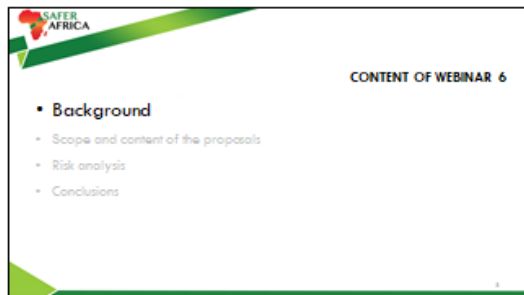 SAFER
AFRICA
CONTENT OF WEBINAR 6
• Background
• Scope and content of the proposals
• Risk analysis
• Conclusions